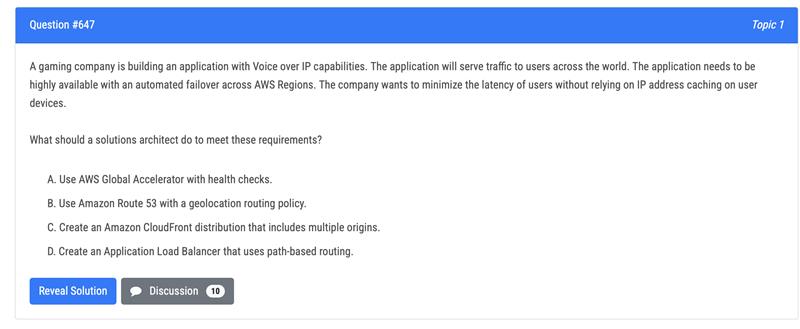 Question #647
Topic 1
A gaming company is building an application with Voice over IP capabilities. The application will serve traffic to users across the world. The application needs to be
highly available with an automated failover across AWS Regions. The company wants to minimize the latency of users without relying on IP address caching on user
devices.
What should a solutions architect do to meet these requirements?
A. Use AWS Global Accelerator with health checks.
B. Use Amazon Route 53 with a geolocation routing policy.
C. Create an Amazon CloudFront distribution that includes multiple origins.
D. Create an Application Load Balancer that uses path-based routing.
Reveal Solution
Discussion 10